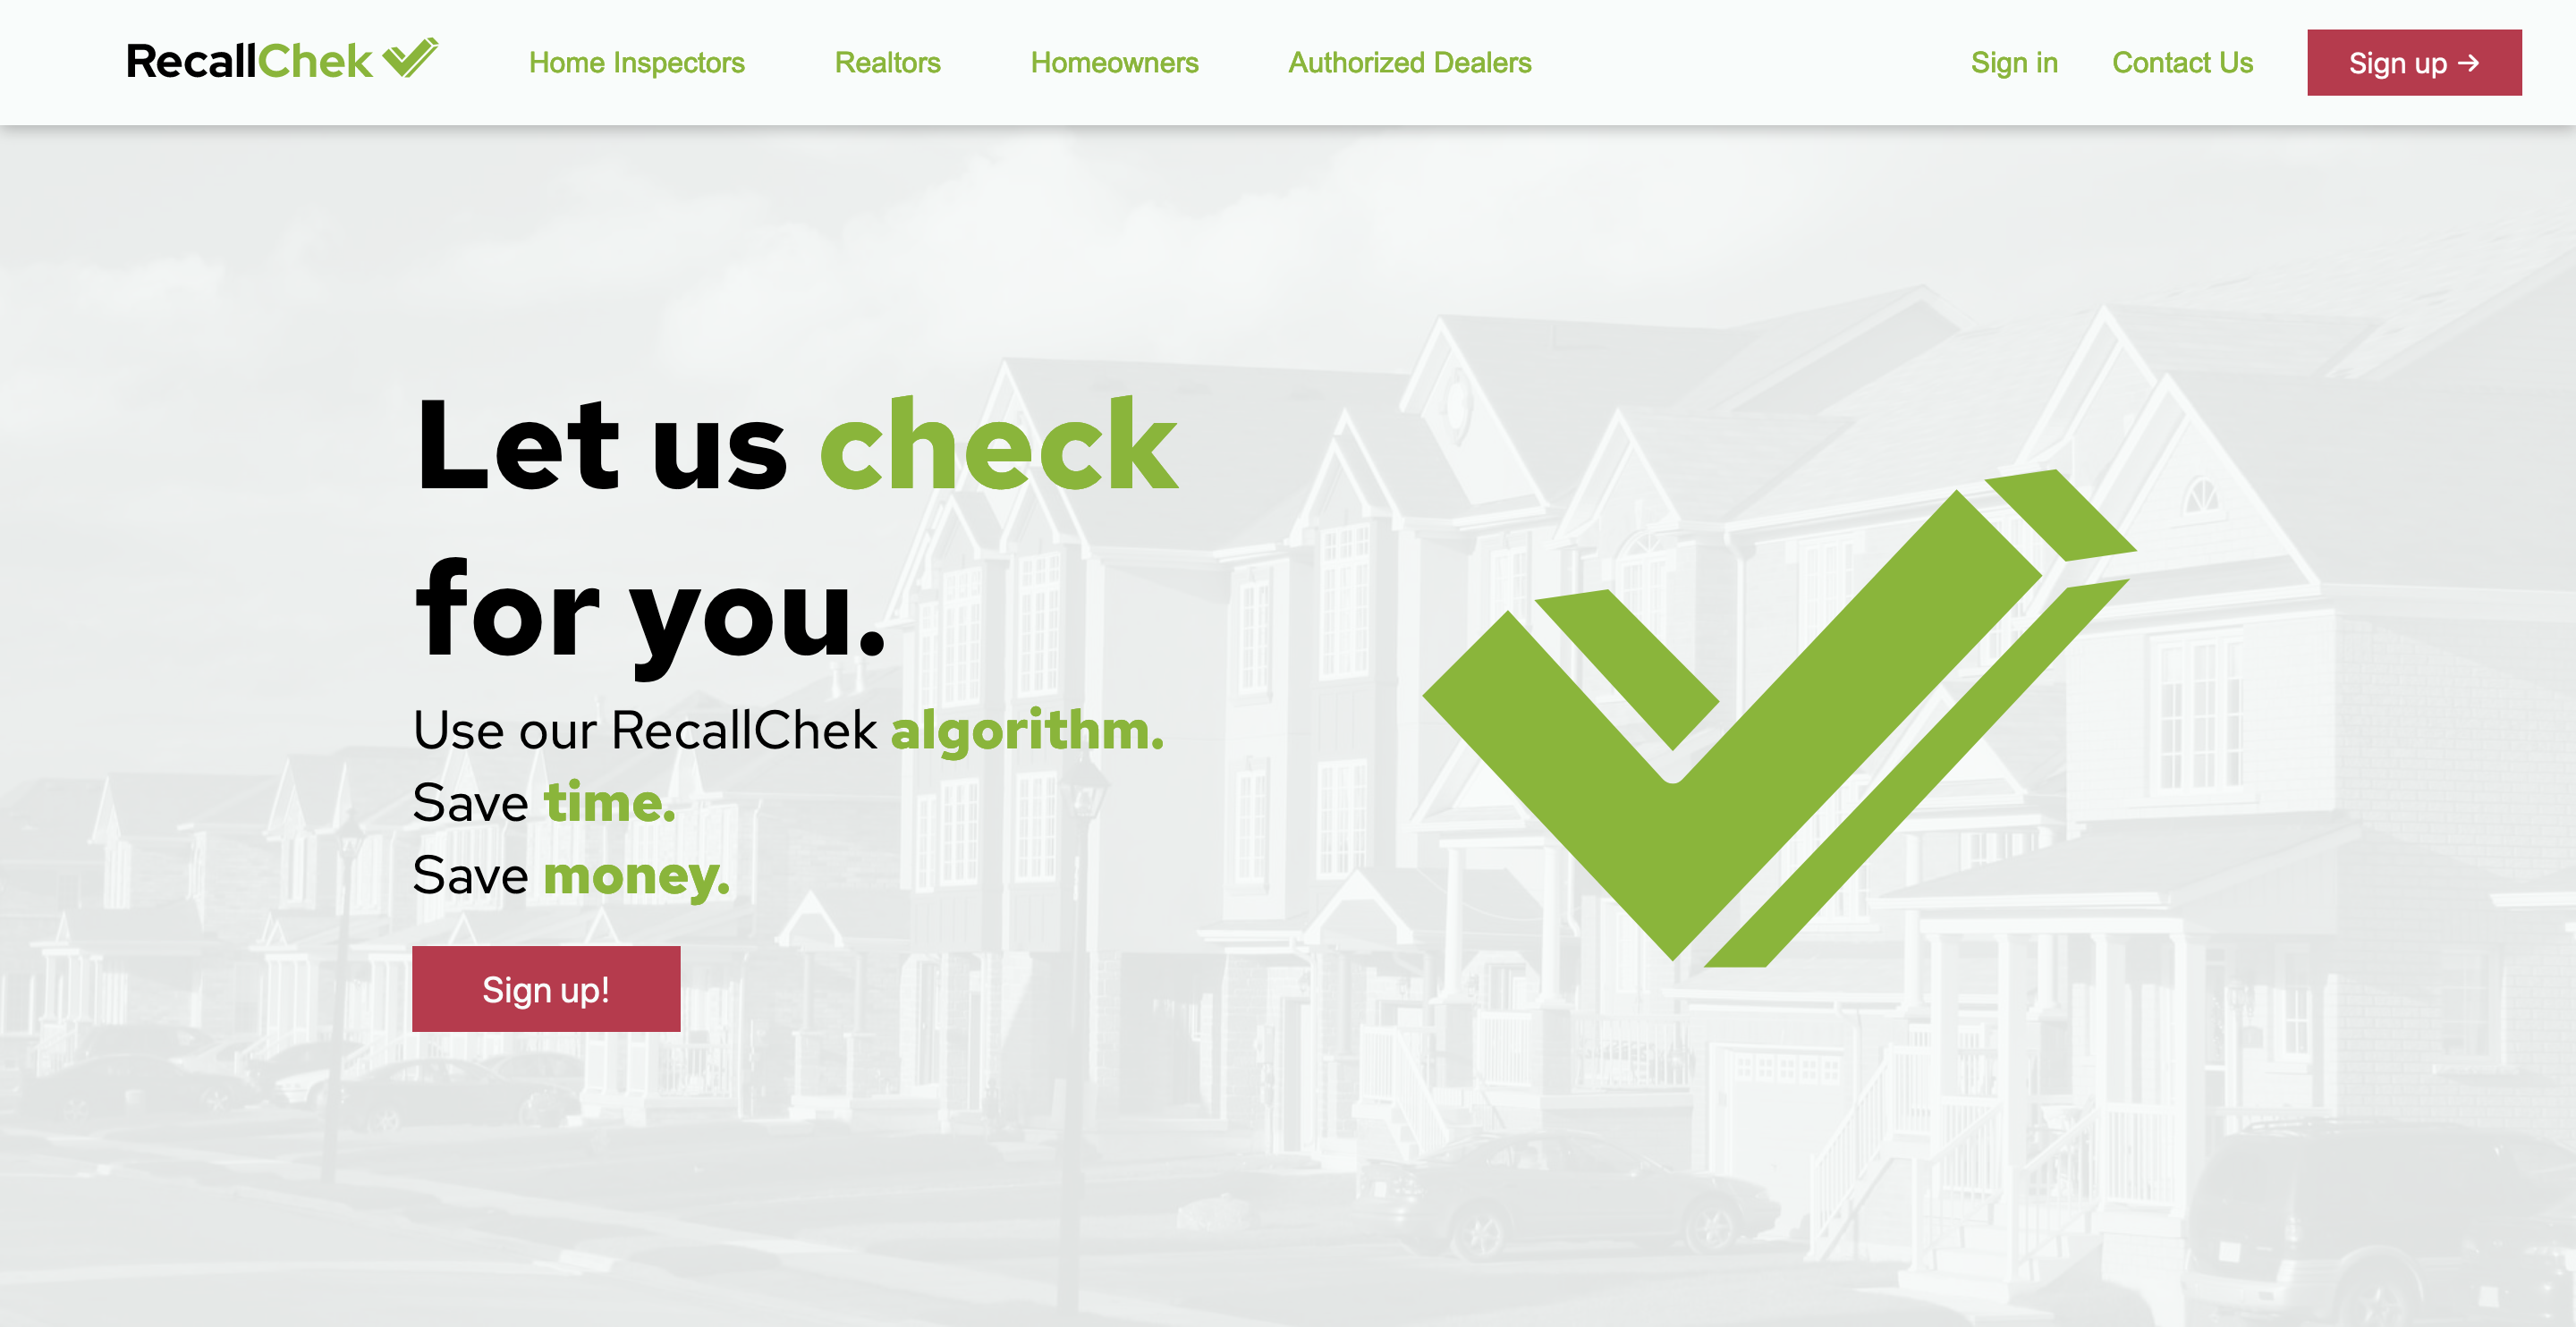 RecallChek
Home Inspectors
Realtors
Homeowners
Authorized Dealers
Sign in
Contact Us
Sign up →
Let us check
for you.
Use our RecallChek algorithm.
Save time.
Save money.
Sign up!